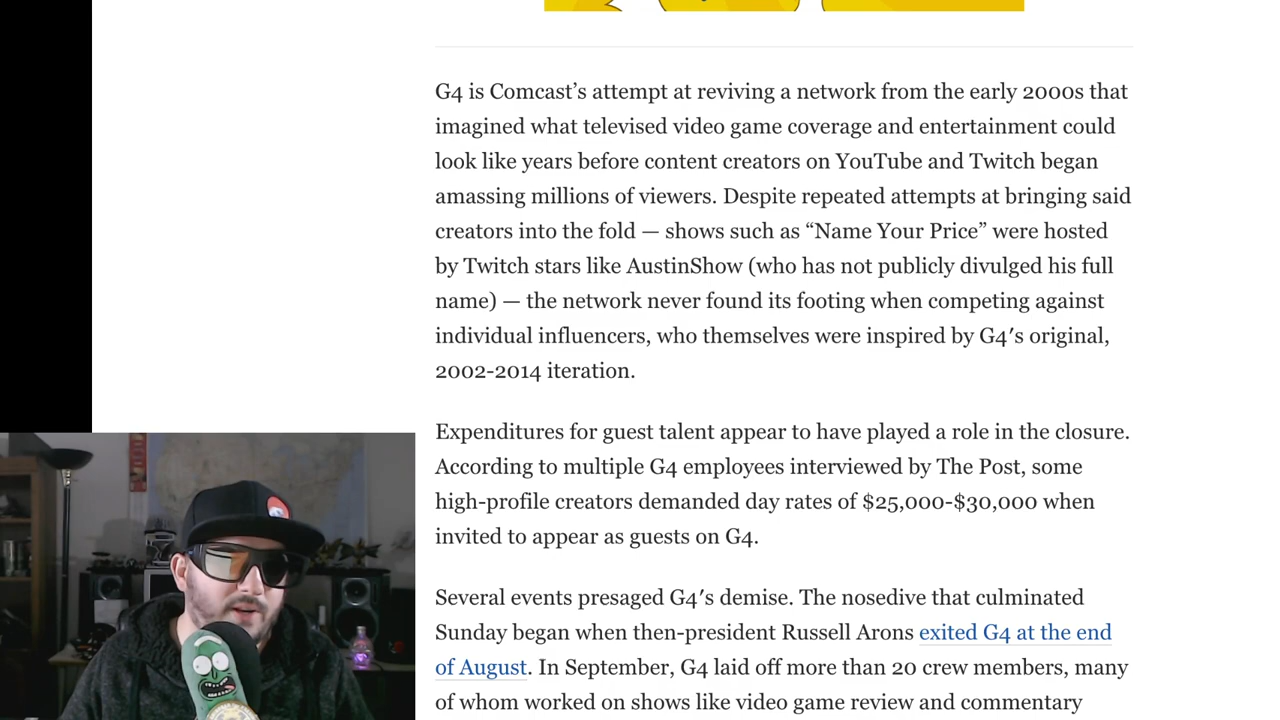 G4 is Comcast’s attempt at reviving a network from the early 2000s that
imagined what televised video game coverage and entertainment could
look like years before content creators on YouTube and Twitch began
amassing millions of viewers. Despite repeated attempts at bringing said
creators into the fold — shows such as “Name Your Price” were hosted
by Twitch stars like AustinShow (who has not publicly divulged his full
name) — the network never found its footing when competing against
individual influencers, who themselves were inspired by G4′s original,
2002-2014 iteration.
Expenditures for guest talent appear to have played a role in the closure.
According to multiple G4 employees interviewed by The Post, some
high-profile creators demanded day rates of $25,000-$30,000 when
invited to appear as guests on G4.
Several events presaged G4′s demise. The nosedive that culminated
Sunday began when then-president Russell Arons exited G4 at the end
of August. In September, G4 laid off more than 20 crew members, many
of whom worked on shows like video game review and commentary